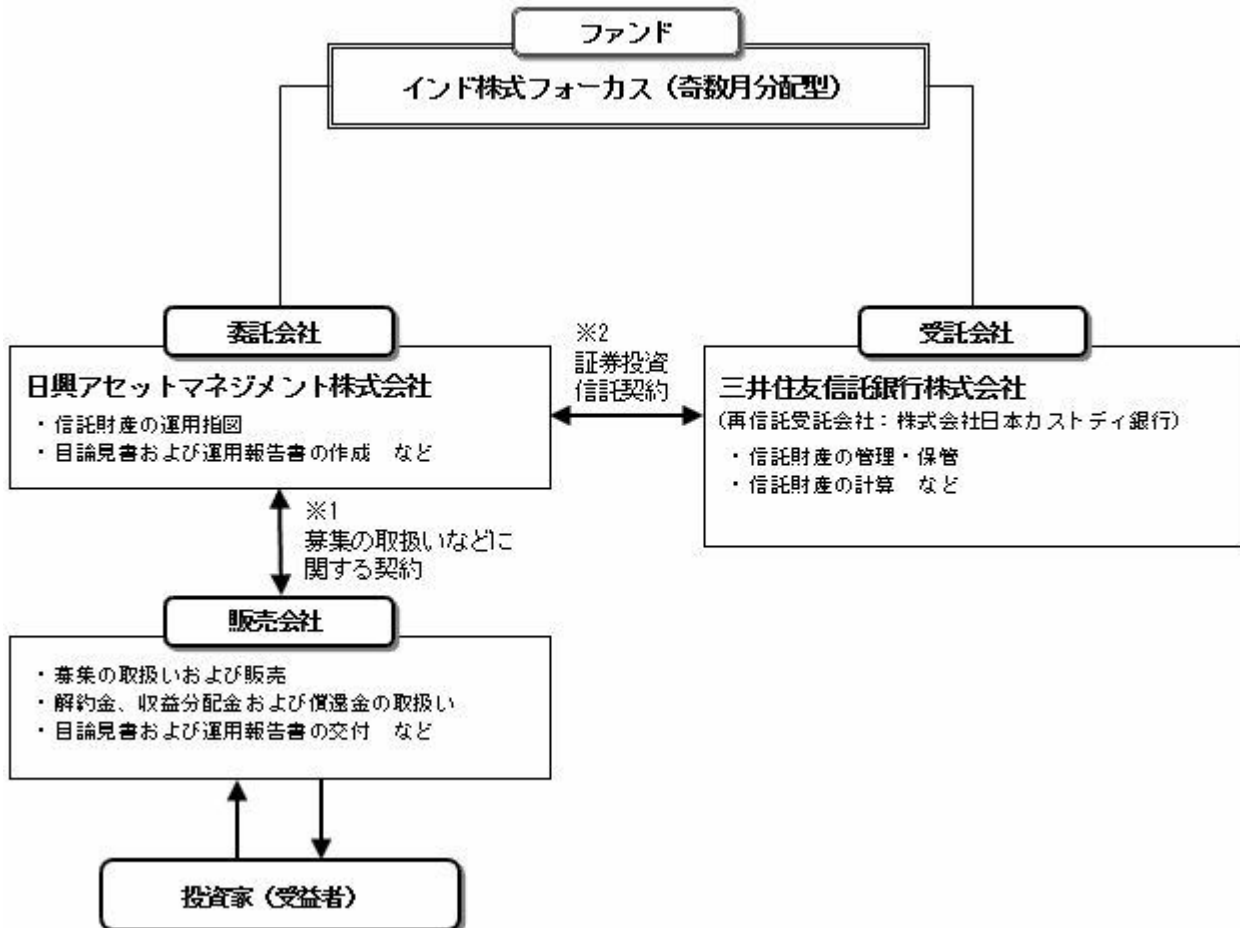 ファンド
インド株式フォーカス（奇数月分配型）
委託会社
日興アセットマネジメント株式会社
・信託財産の運用指図
・目論見書および運用報告書の作成　など
※2
証券投資
信託契約
受託会社
三井住友信託銀行株式会社
（再信託受託会社：株式会社日本カストディ銀行）
・信託財産の管理・保管
・信託財産の計算　など
※1
募集の取扱いなどに
関する契約
販売会社
・募集の取扱いおよび販売
・解約金、収益分配金および償還金の取扱い
・目論見書および運用報告書の交付　など
投資家（受益者）